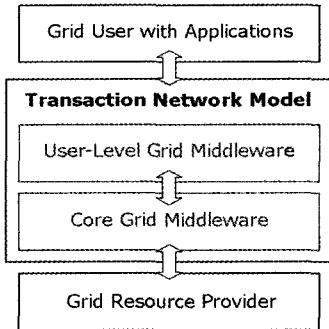 Grid User with Applications
Transaction Network Model
User-Level Grid Middleware
Core Grid Middleware
Grid Resource Provider